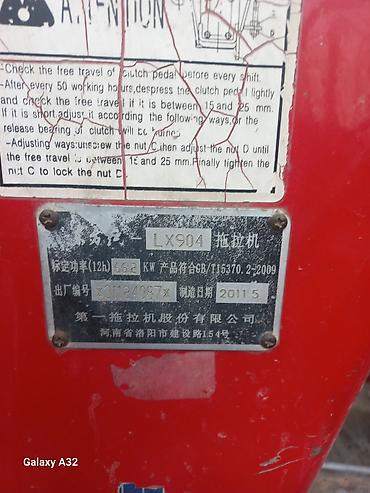 ATTENTION
-Check the free travel of clutch pedal before every shift.
-After every 50 working hours,despress the clutch pedal lightly
and check the free travel if it is between 15 and 25 mm.
If it is short adjust it according the following ways,or the
release bearing of clutch will be burned
-Adjusting ways:unscrew the nut C then adjust the nut D until
the free travel is between 15 and 25 mm.Finally tighten the
nut C to lock the nut D.
LX904 拖拉机
标定功率(12h) 66.2 KW 产品符合GB/T15370.2-2009
出厂编号 制造日期 2011.5
第一拖拉机股份有限公司
河南省洛阳市建设路154号
Galaxy A32